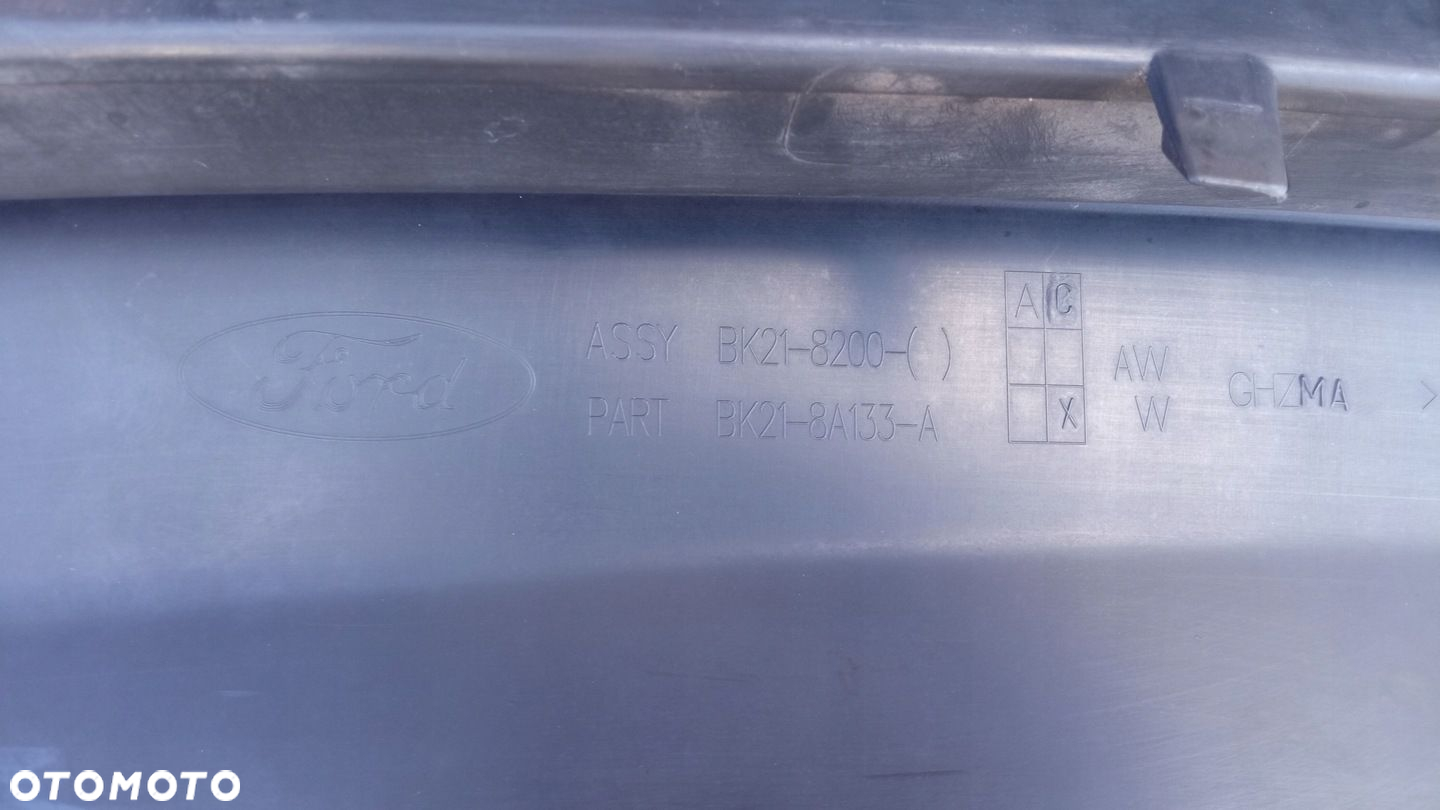 Ford
ASSY BK21-8200-( )
PART BK21-8A133-A
A C
X
AW
W
GHZMA >
OTOMOTO